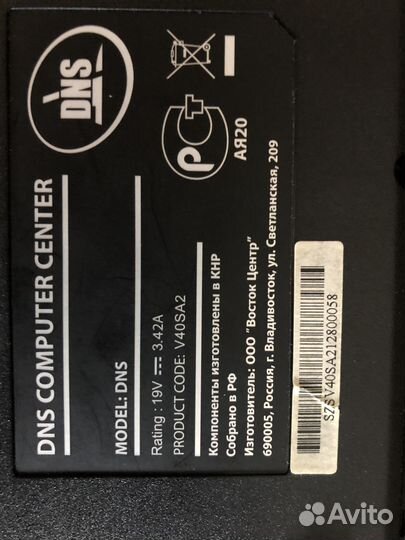 DNS
DNS COMPUTER CENTER
MODEL: DNS
Rating : 19V ⎓ 3.42A
PRODUCT CODE: V40SA2
АЯ20
Компоненты изготовлены в КНР
Собрано в РФ
Изготовитель: ООО "Восток Центр"
690005, Россия, г. Владивосток, ул. Светланская, 209
SZSV40SA212800058
Avito